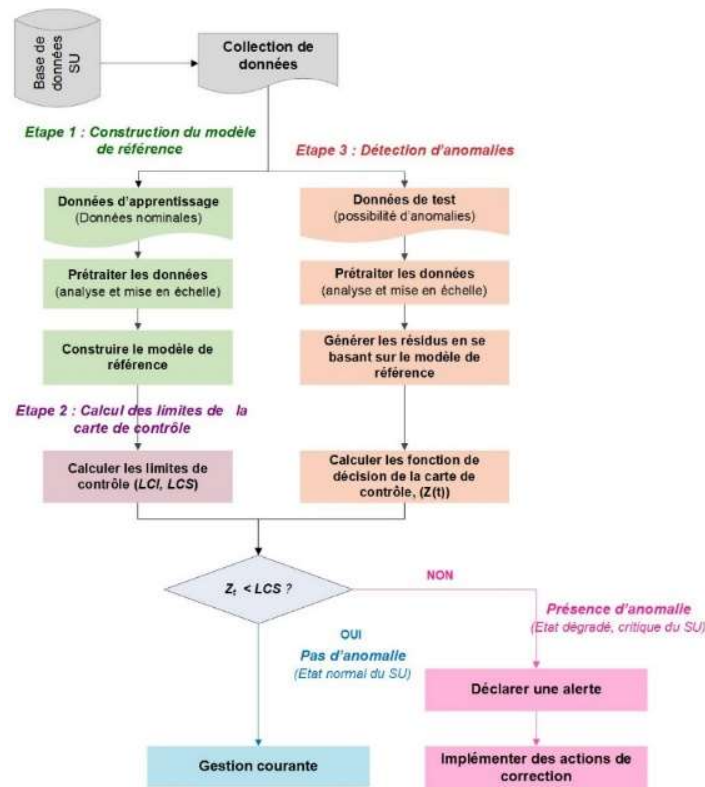 Base de
données
SU
Collection de
données
Etape 1 : Construction du modèle
de référence
Etape 3 : Détection d'anomalies
Données d'apprentissage
(Données nominales)
Données de test
(possibilité d'anomalies)
Prétraiter les données
(analyse et mise en échelle)
Prétraiter les données
(analyse et mise en échelle)
Construire le modèle de
référence
Générer les résidus en se
basant sur le modèle de
référence
Etape 2 : Calcul des limites de la
carte de contrôle
Calculer les limites de
contrôle (LCI, LCS)
Calculer les fonction de
décision de la carte de
contrôle, (Z(t))
Zt < LCS ?
NON
Présence d'anomalie
(Etat dégradé, critique du SU)
OUI
Pas d'anomalie
(Etat normal du SU)
Déclarer une alerte
Gestion courante
Implémenter des actions de
correction